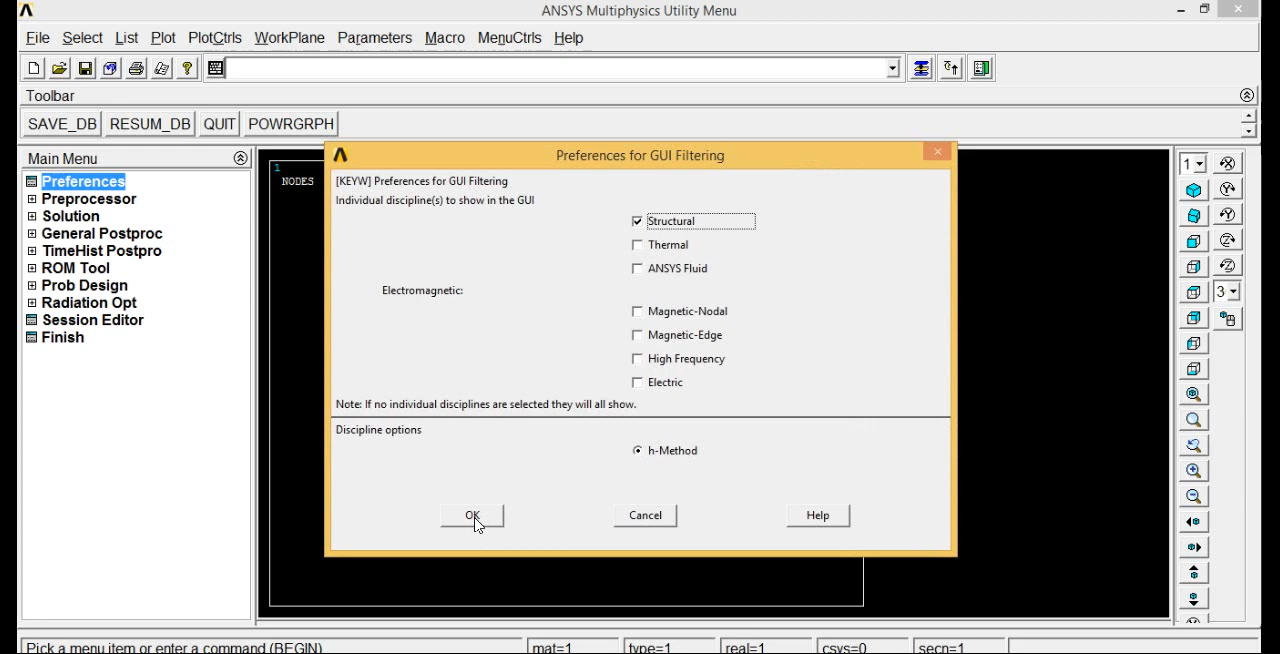 ANSYS Multiphysics Utility Menu
File Select List Plot PlotCtrls WorkPlane Parameters Macro MenuCtrls Help
Toolbar
SAVE_DB RESUM_DB QUIT POWRGRPH
Main Menu
Preferences
Preprocessor
Solution
General Postproc
TimeHist Postpro
ROM Tool
Prob Design
Radiation Opt
Session Editor
Finish
1
NODES
Preferences for GUI Filtering
[KEYW] Preferences for GUI Filtering
Individual discipline(s) to show in the GUI
Structural
Thermal
ANSYS Fluid
Electromagnetic:
Magnetic-Nodal
Magnetic-Edge
High Frequency
Electric
Note: If no individual disciplines are selected they will all show.
Discipline options
h-Method
OK Cancel Help
1
3
Pick a menu item or enter a command (BEGIN) mat=1 type=1 real=1 csys=0 secn=1